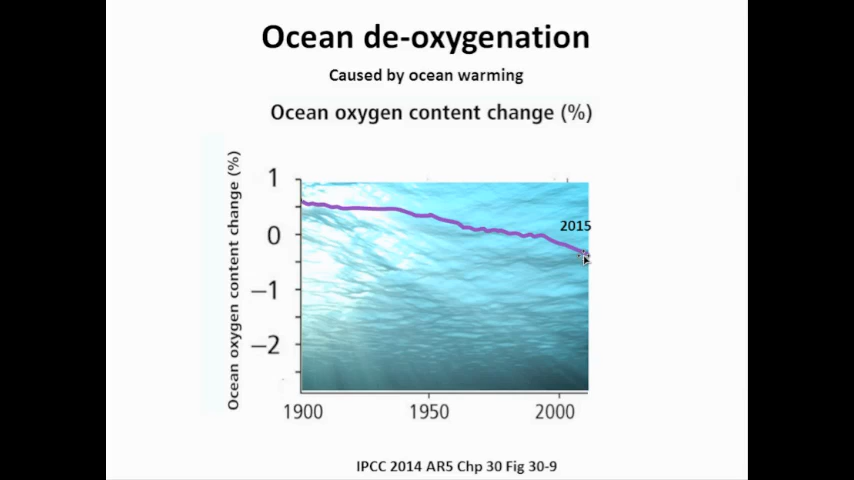 Ocean de-oxygenation
Caused by ocean warming
Ocean oxygen content change (%)
Ocean oxygen content change (%)
1
0
−1
−2
2015
1900 1950 2000
IPCC 2014 AR5 Chp 30 Fig 30-9